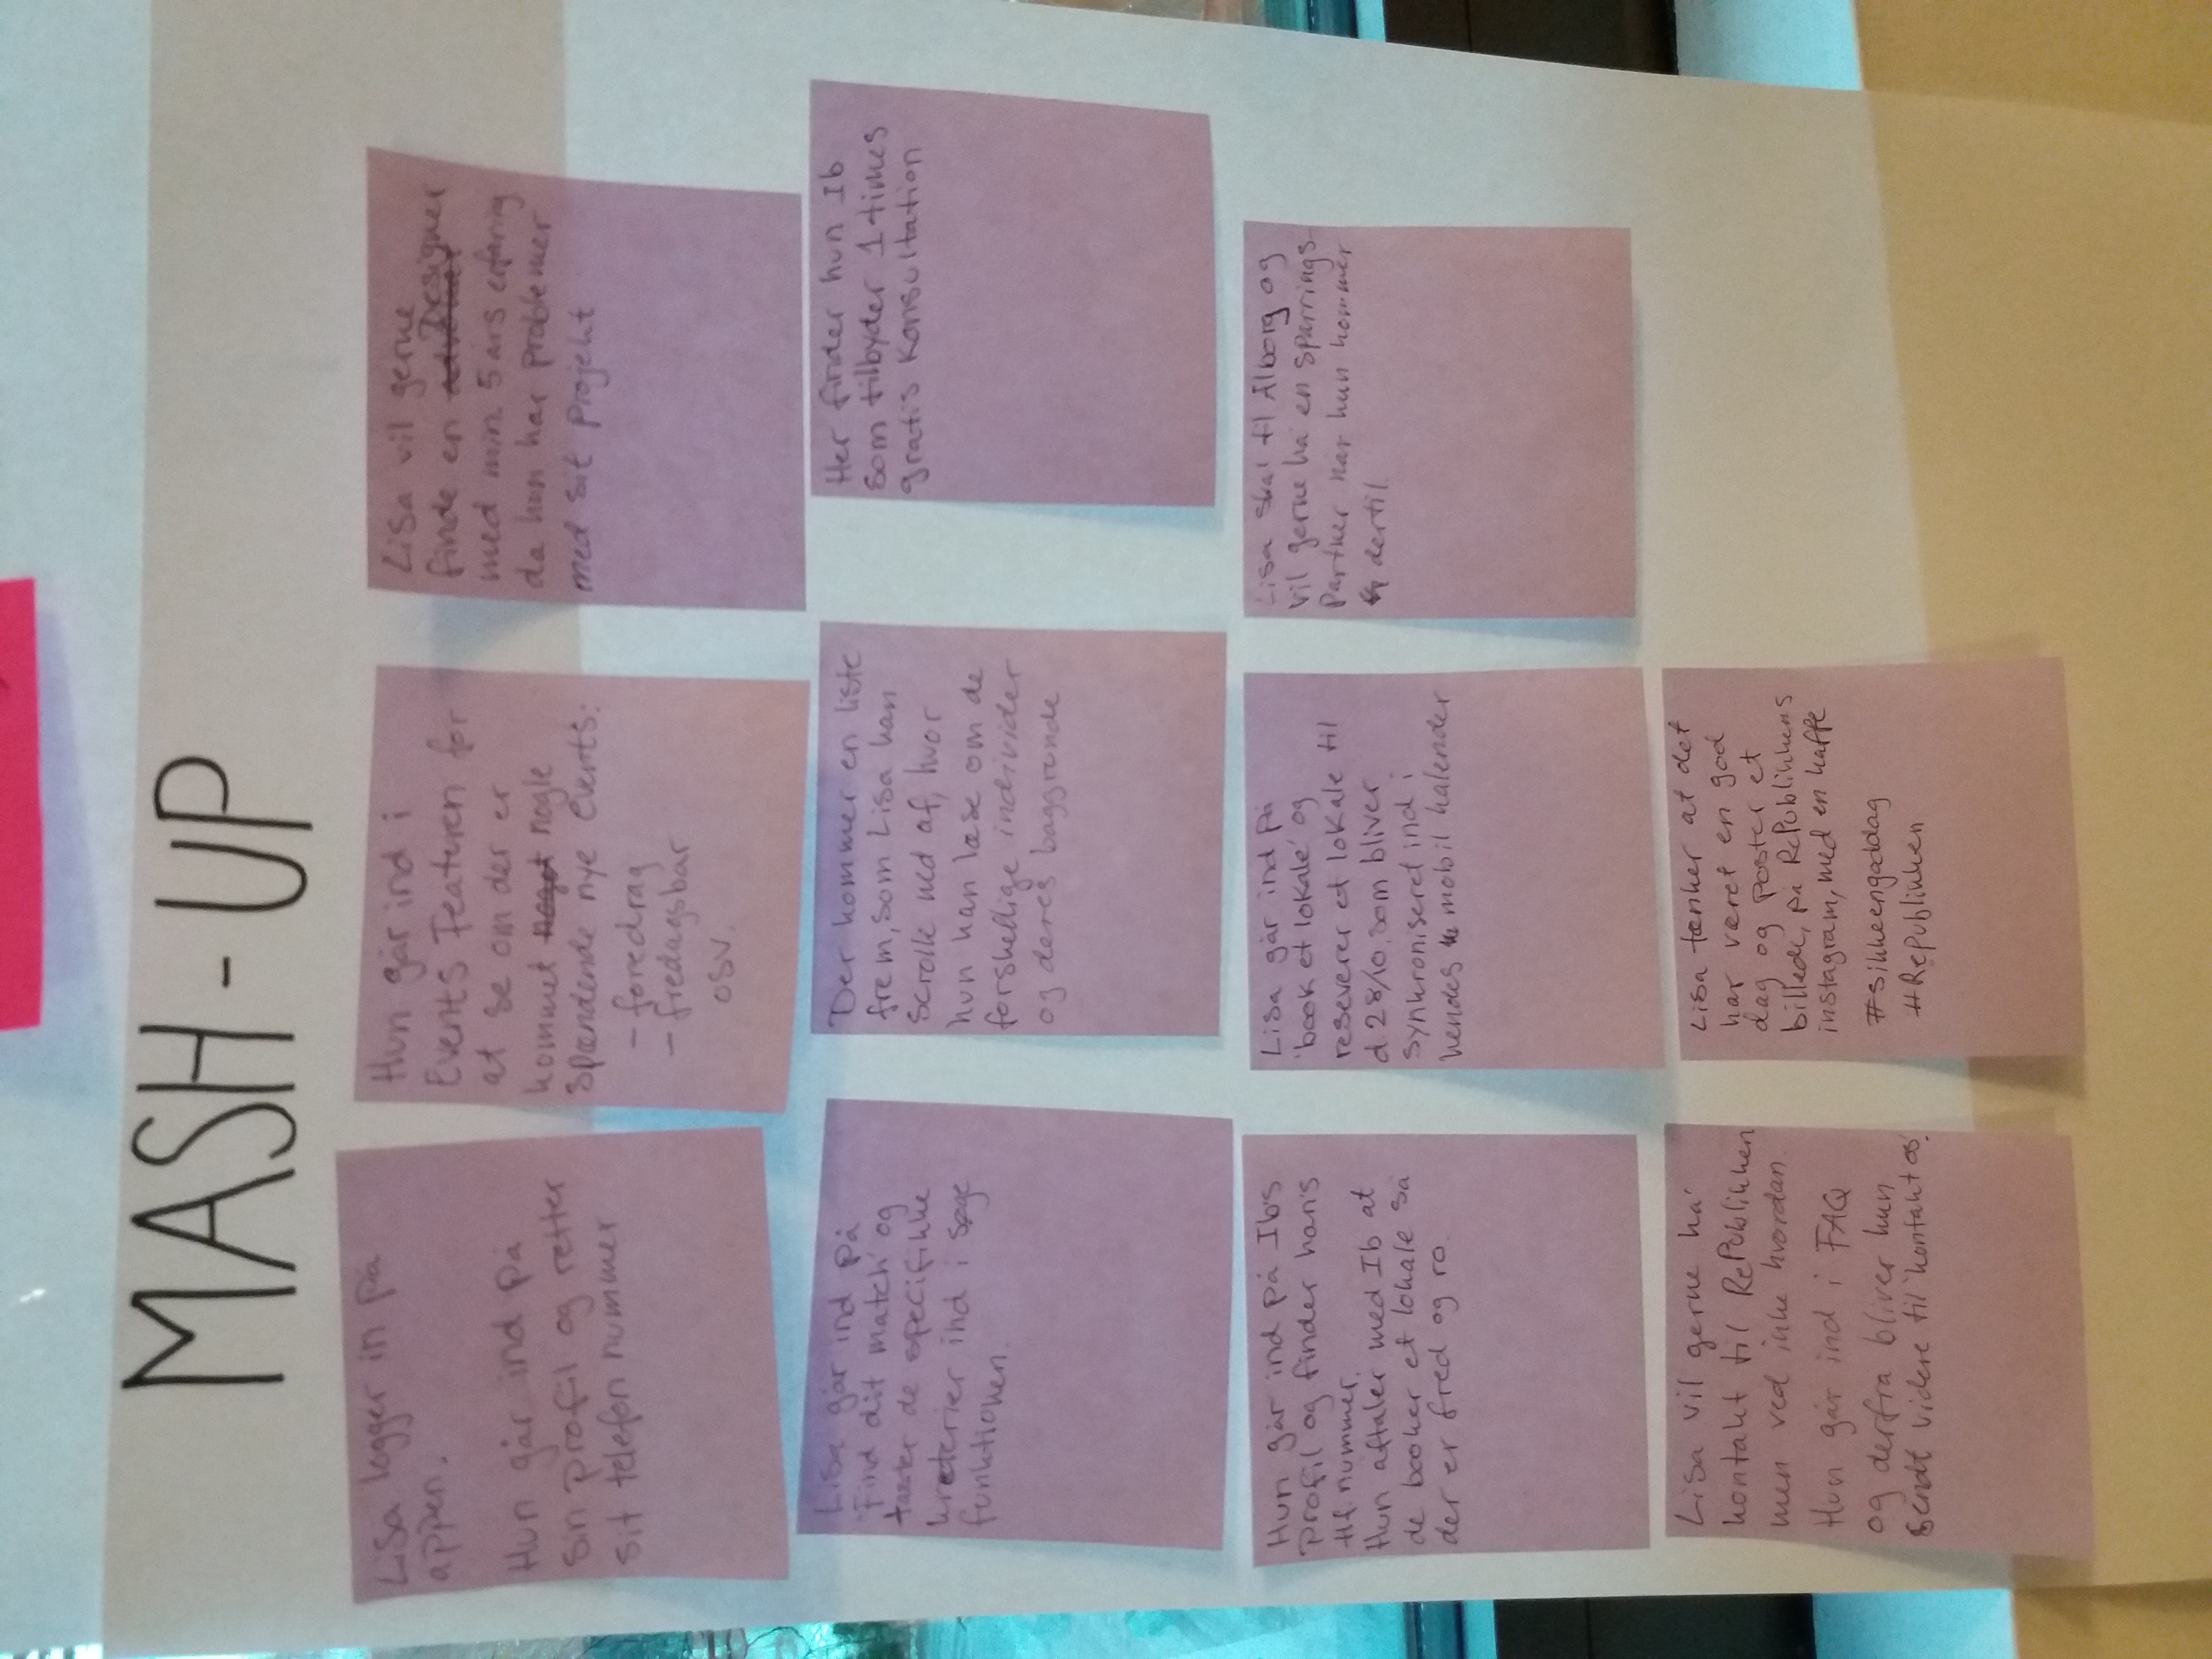 MASH-UP
Lisa logger in på
appen.
Hun går ind på
sin profil og retter
sit telefon nummer
Hun går ind i
Events Featuren for
at se om der er
kommet noget nogle
spændende nye events:
- foredrag
- fredagsbar
osv.
Lisa vil gerne
finde en advokat Designer
med min. 5 års erfaring
da hun har problemer
med sit projekt
Lisa går ind på
'Find dit match' og
taster de specifikke
kreterier ind i søge
funktionen.
Der kommer en liste
frem, som Lisa kan
scrolle ned af, hvor
hun kan læse om de
forskellige individer
og deres baggrunde
Her finder hun Ib
som tilbyder 1 times
gratis konsultation
Hun går ind på Ib's
Profil og finder han's
tlf. nummer.
Hun aftaler med Ib at
de booker et lokale så
der er fred og ro.
Lisa går ind på
'book et lokale' og
reseverer et lokale til
d 28/10, som bliver
synkroniseret ind i
hendes mobil kalender
Lisa skal til Ålborg og
vil gerne ha' en sparrings-
partner når hun kommer
dertil
Lisa vil gerne ha'
kontakt til RePublikken
men ved ikke hvordan.
Hun går ind i FAQ
og derfra bliver hun
sendt videre til 'kontakt os'.
Lisa tænker at det
har været en god
dag og poster et
billede, på RePublikkens
instagram, med en kaffe
#sikkeengoddag
#Republikken